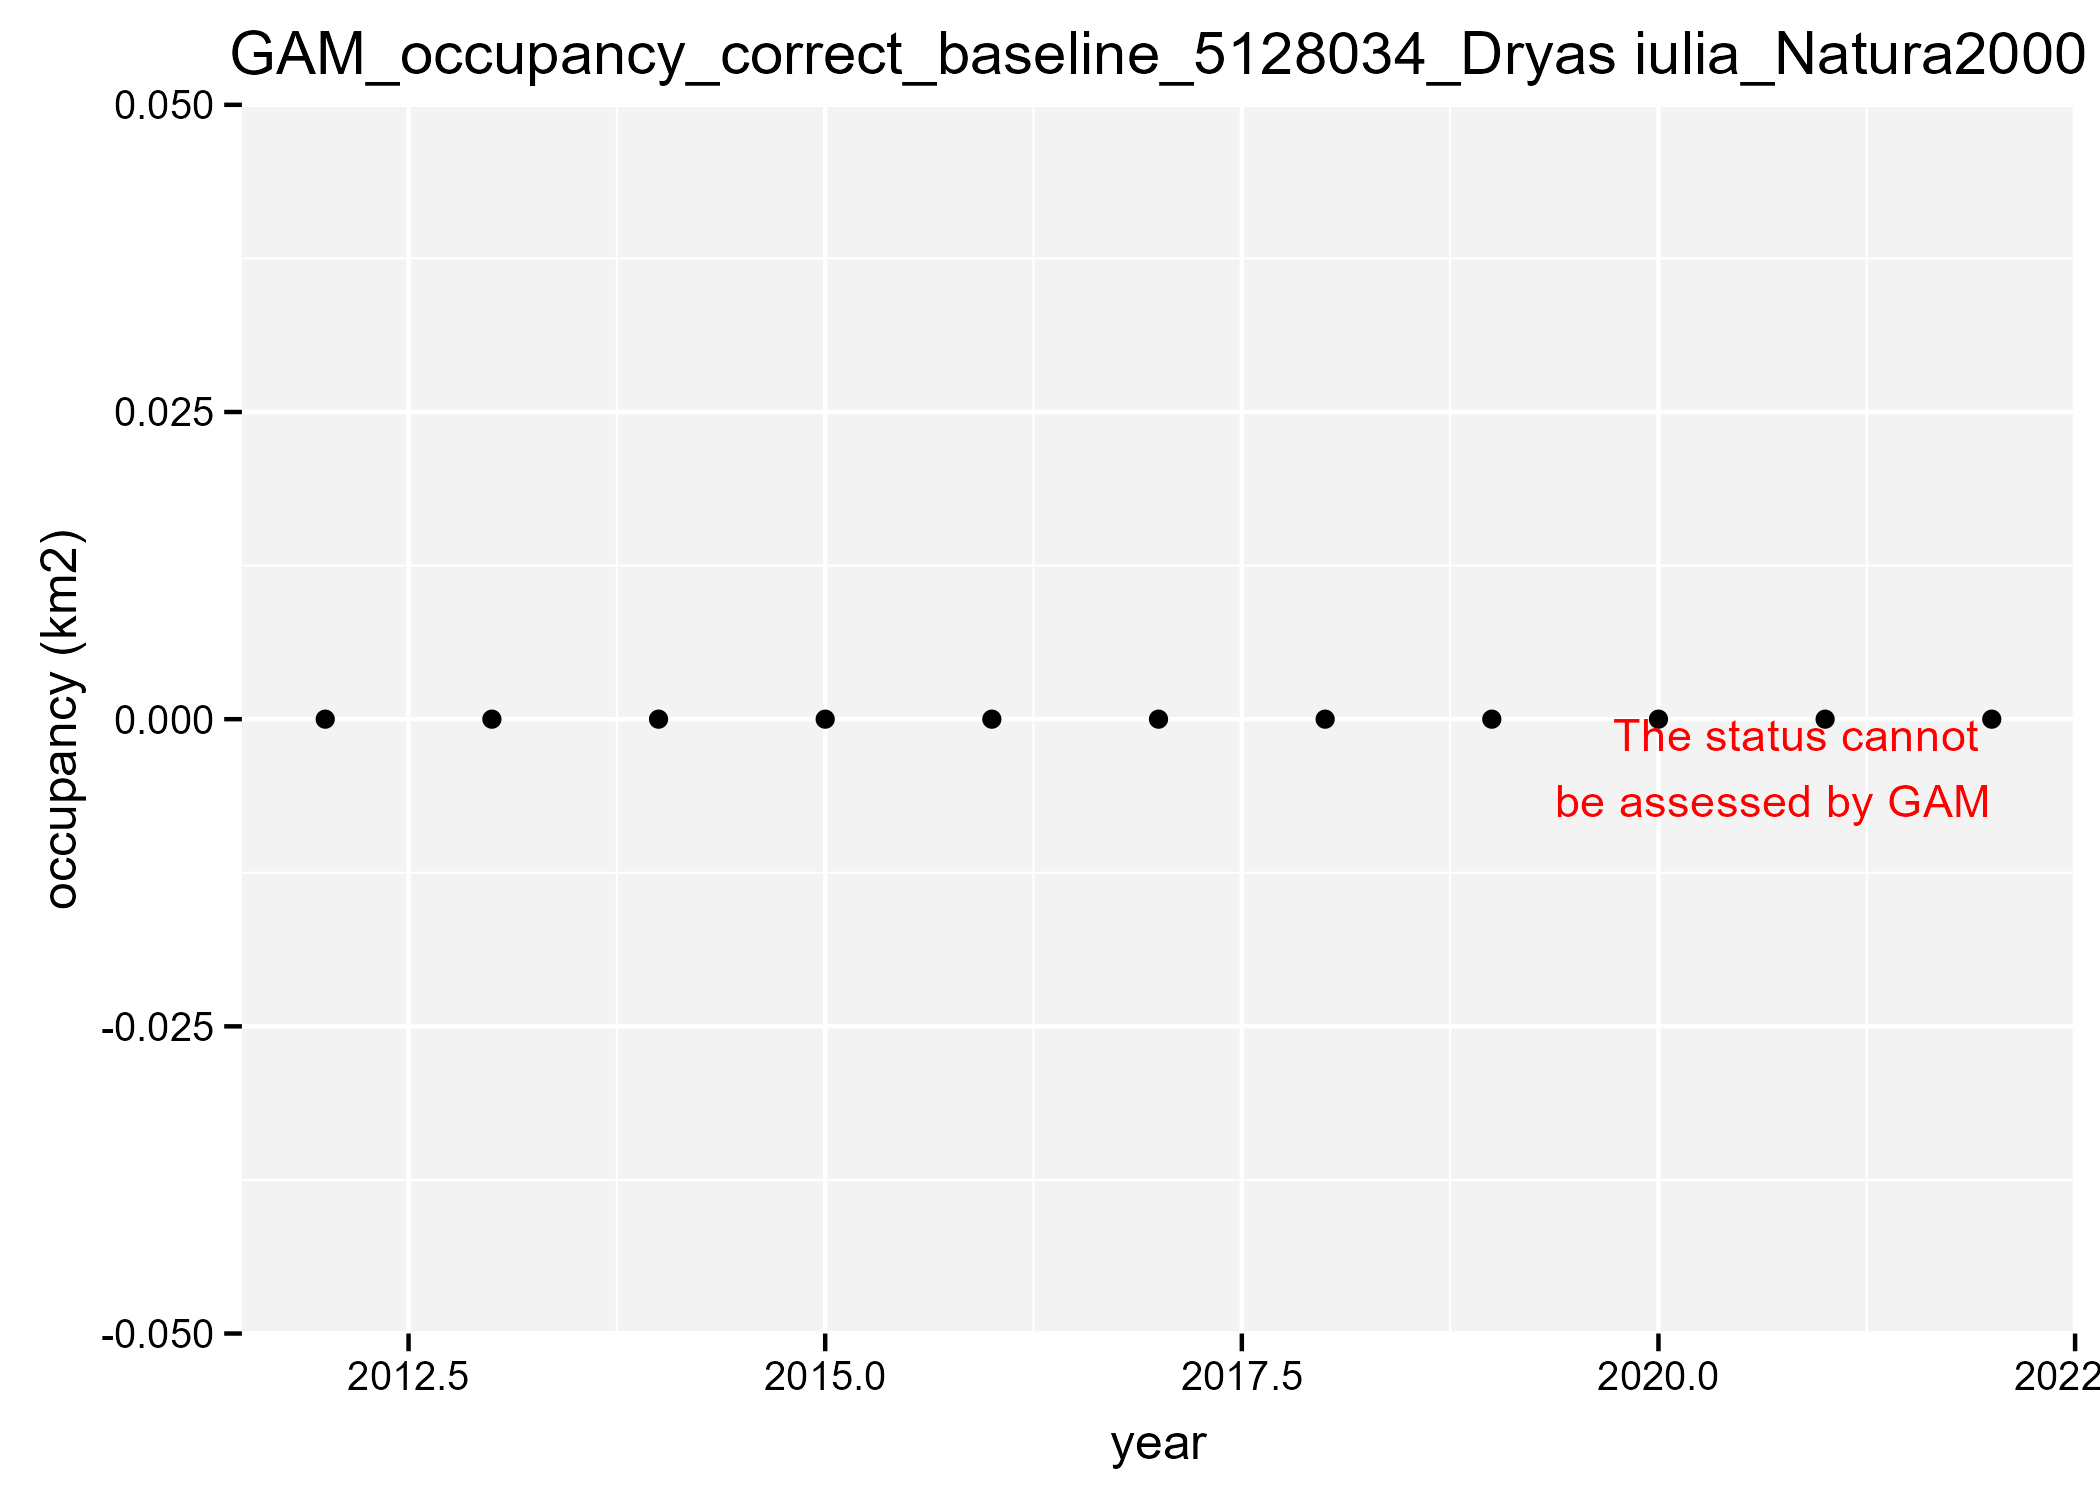 GAM_occupancy_correct_baseline_5128034_Dryas iulia_Natura2000
0.050
0.025
0.000
-0.025
-0.050
occupancy (km2)
The status cannot
be assessed by GAM
2012.5 2015.0 2017.5 2020.0 2022
year